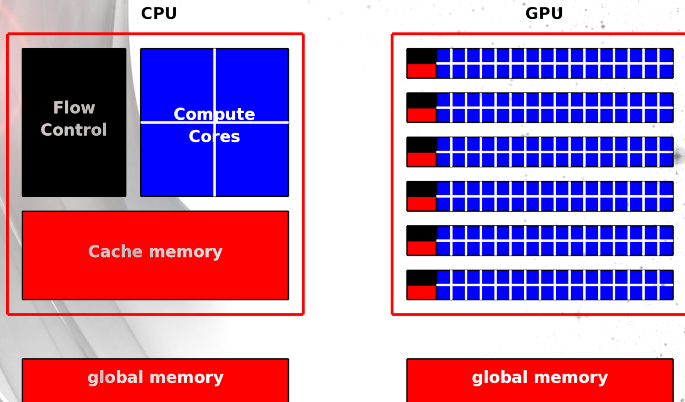 CPU
GPU
Flow
Control
Compute
Cores
Cache memory
global memory
global memory